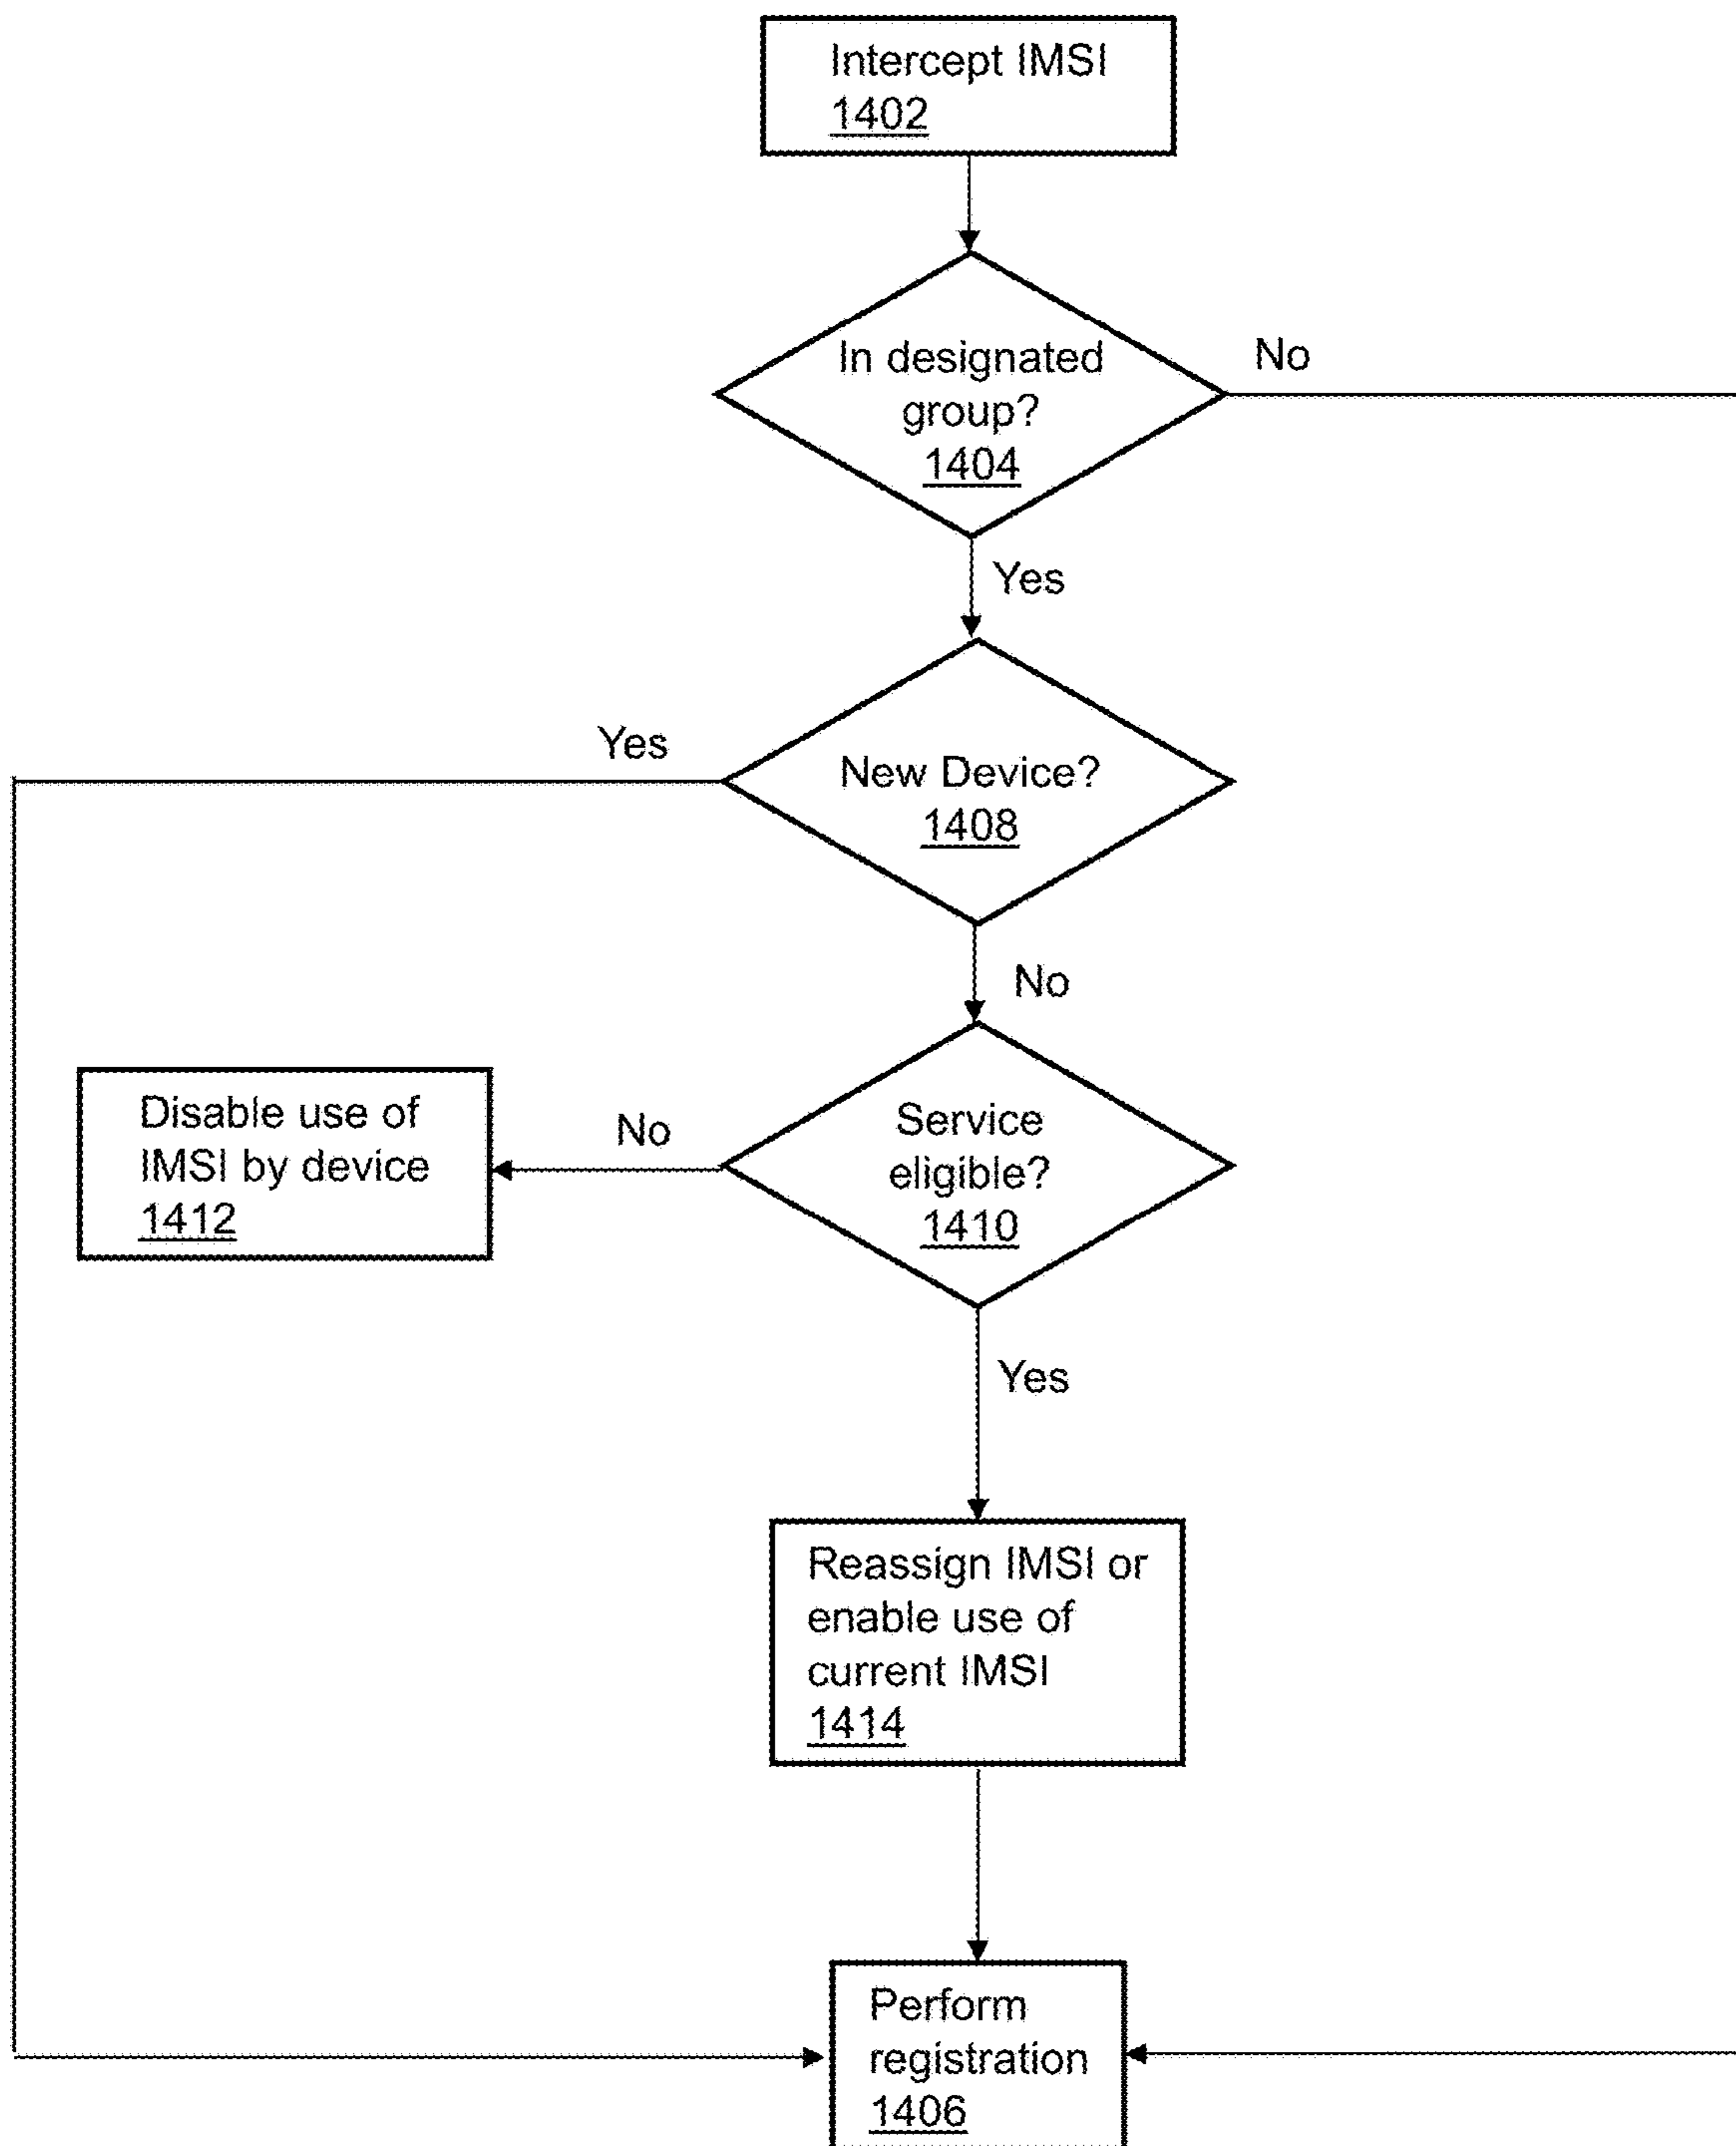 Intercept IMSI
1402
In designated
group?
1404
No
Yes
New Device?
1408
Yes
No
Service
eligible?
1410
No
Disable use of
IMSI by device
1412
Yes
Reassign IMSI or
enable use of
current IMSI
1414
Perform
registration
1406